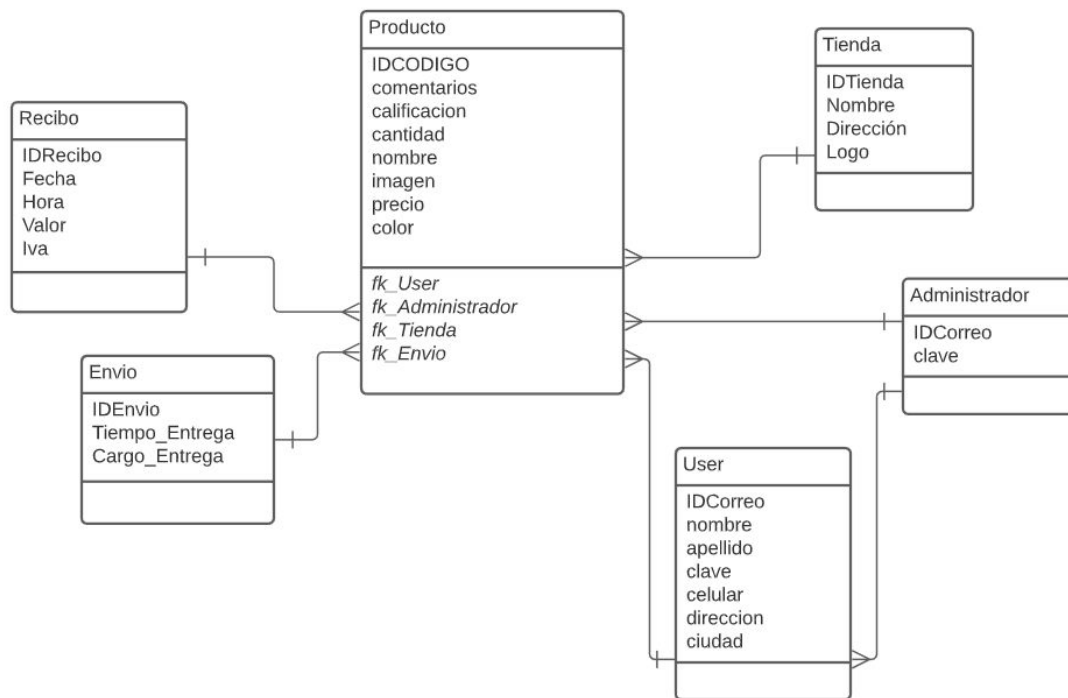 Producto
IDCODIGO
comentarios
calificacion
cantidad
nombre
imagen
precio
color
fk_User
fk_Administrador
fk_Tienda
fk_Envio
Tienda
IDTienda
Nombre
Dirección
Logo
Recibo
IDRecibo
Fecha
Hora
Valor
Iva
Administrador
IDCorreo
clave
Envio
IDEnvio
Tiempo_Entrega
Cargo_Entrega
User
IDCorreo
nombre
apellido
clave
celular
direccion
ciudad